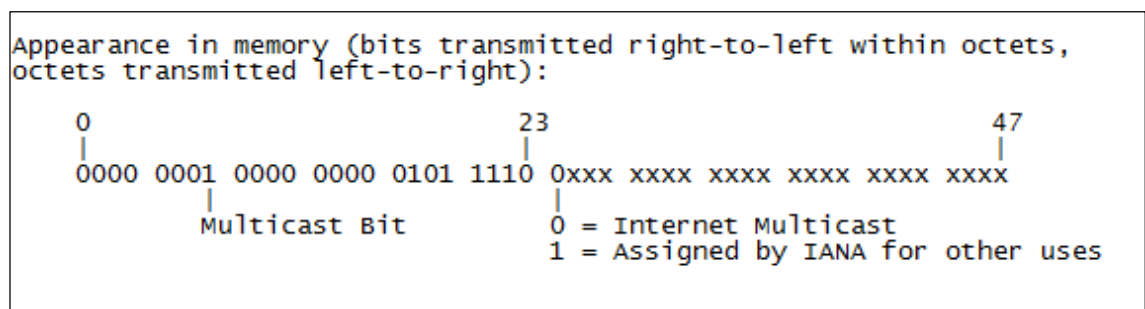 Appearance in memory (bits transmitted right-to-left within octets,
octets transmitted left-to-right):
0 23 47
| | |
0000 0001 0000 0000 0101 1110 0xxx xxxx xxxx xxxx xxxx xxxx
| |
Multicast Bit 0 = Internet Multicast
1 = Assigned by IANA for other uses